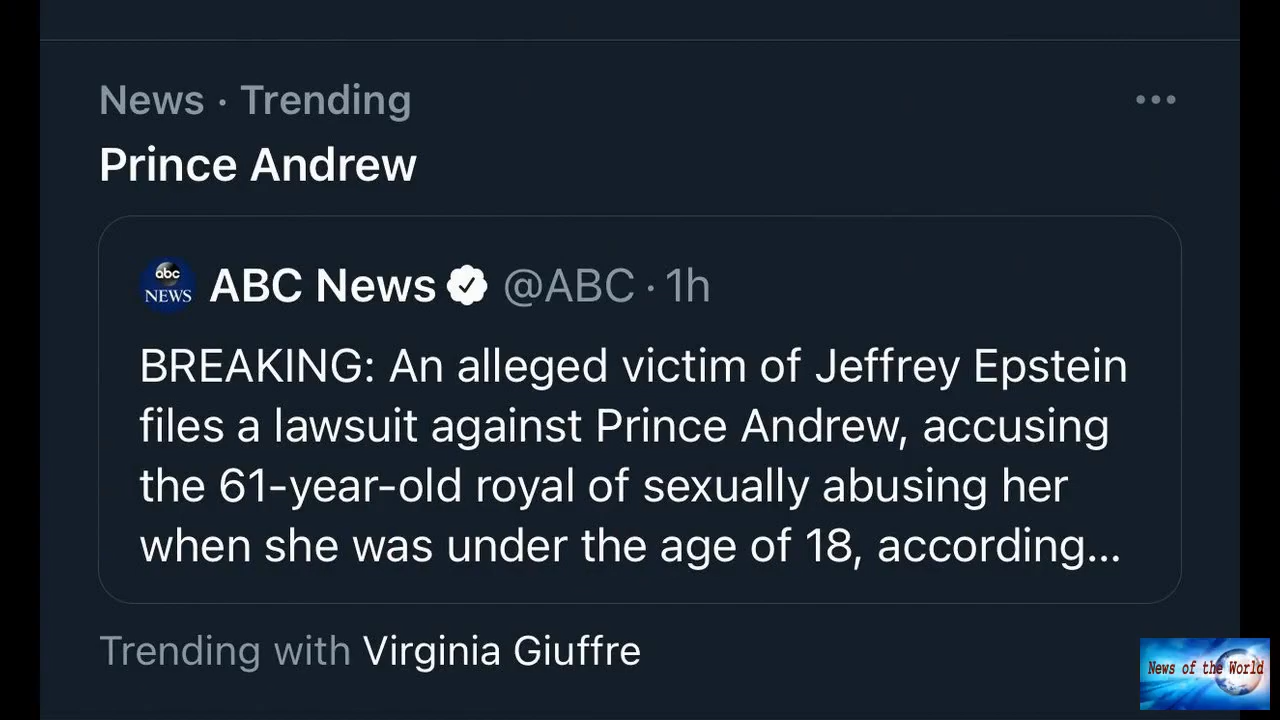 News · Trending
Prince Andrew
abc
NEWS
ABC News @ABC · 1h
BREAKING: An alleged victim of Jeffrey Epstein
files a lawsuit against Prince Andrew, accusing
the 61-year-old royal of sexually abusing her
when she was under the age of 18, according...
Trending with Virginia Giuffre
News of the World